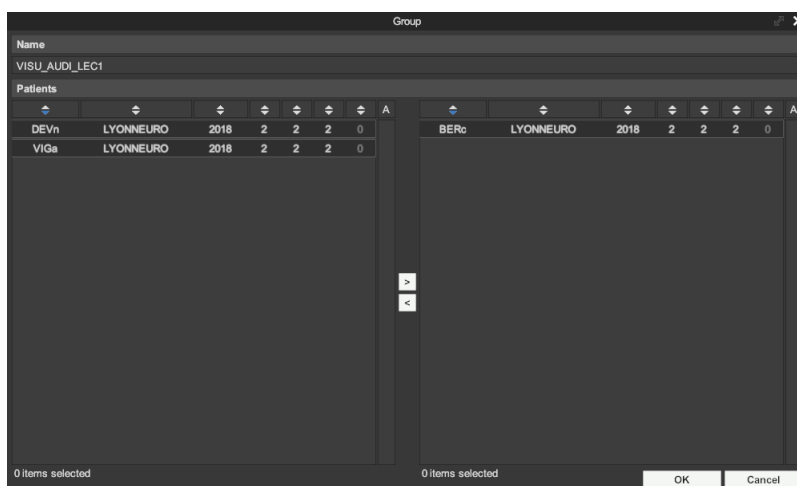 Group
Name
VISU_AUDI_LEC1
Patients
A
A
DEVn LYONNEURO 2018 2 2 2 0
VIGa LYONNEURO 2018 2 2 2 0
BERc LYONNEURO 2018 2 2 2 0
>
<
0 items selected
0 items selected
OK Cancel